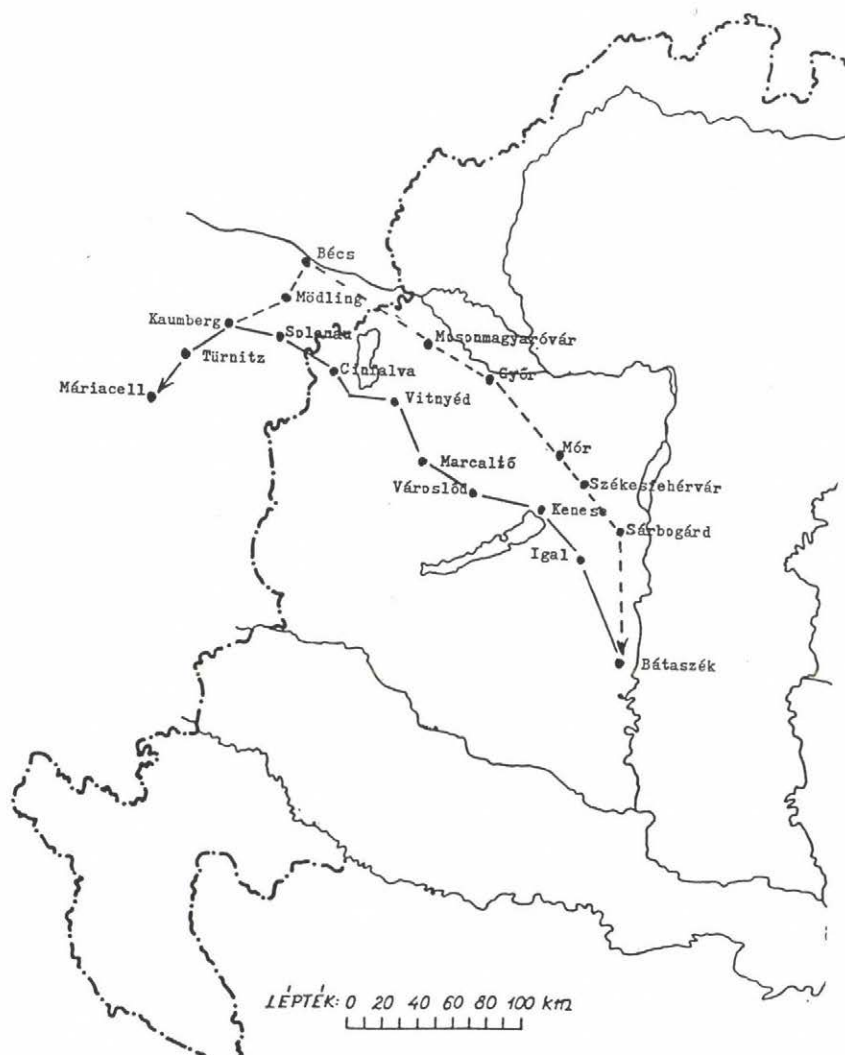 Bécs
Mödling
Kaumberg
Solenau
Mosonmagyaróvár
Türnitz
Cinfalva
Győr
Máriacell
Vitnyéd
Mór
Marcaltő
Székesfehérvár
Városlőd
Kenese
Sárbogárd
Igal
Bátaszék
LÉPTÉK: 0 20 40 60 80 100 km